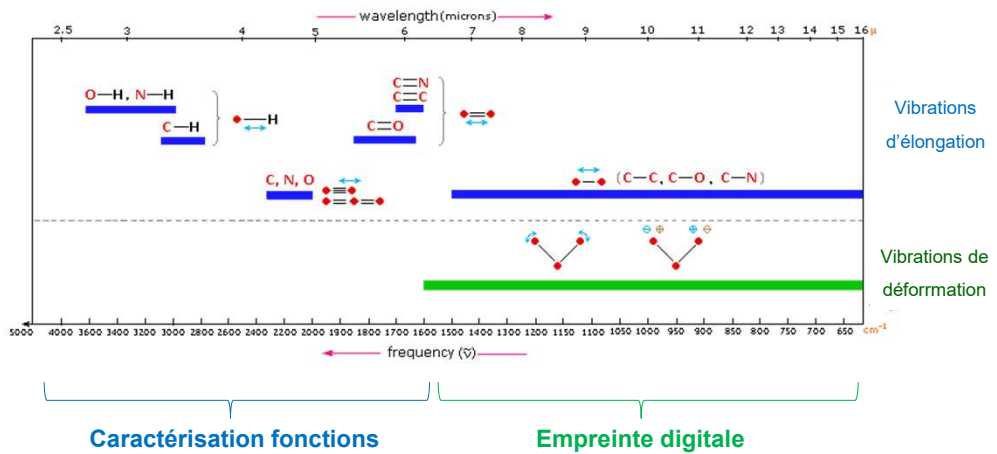 wavelength (microns)
2.5 3 4 5 6 7 8 9 10 11 12 13 14 15 16 μ
O—H, N—H
C—H
—H
C=N
C=C
C=O
C, N, O
(C—C, C—O, C—N)
Vibrations
d'élongation
Vibrations de
déforrmation
5000 4000 3600 3400 3200 3000 2800 2600 2400 2200 2000 1900 1800 1700 1600 1500 1400 1300 1200 1100 1050 1000 950 900 850 800 750 700 650 cm⁻¹
frequency (ṽ)
Caractérisation fonctions
Empreinte digitale